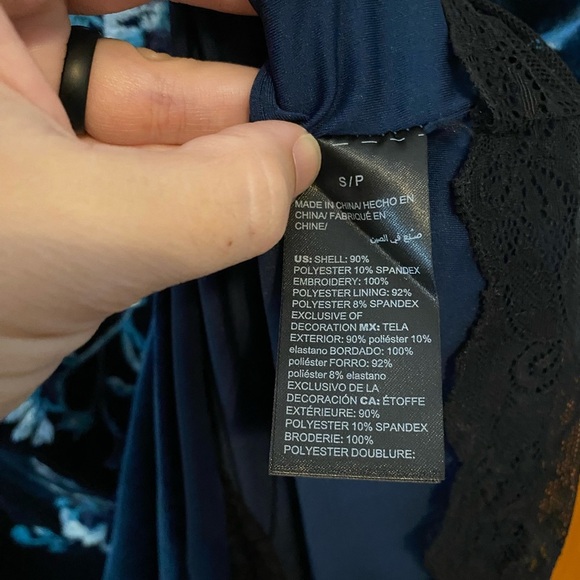 S/P
MADE IN CHINA/ HECHO EN
CHINA/ FABRIQUÉ EN
CHINE/
صنع في الصين
US: SHELL: 90%
POLYESTER 10% SPANDEX
EMBROIDERY: 100%
POLYESTER LINING: 92%
POLYESTER 8% SPANDEX
EXCLUSIVE OF
DECORATION MX: TELA
EXTERIOR: 90% poliéster 10%
elastano BORDADO: 100%
poliéster FORRO: 92%
poliéster 8% elastano
EXCLUSIVO DE LA
DECORACIÓN CA: ÉTOFFE
EXTÉRIEURE: 90%
POLYESTER 10% SPANDEX
BRODERIE: 100%
POLYESTER DOUBLURE: